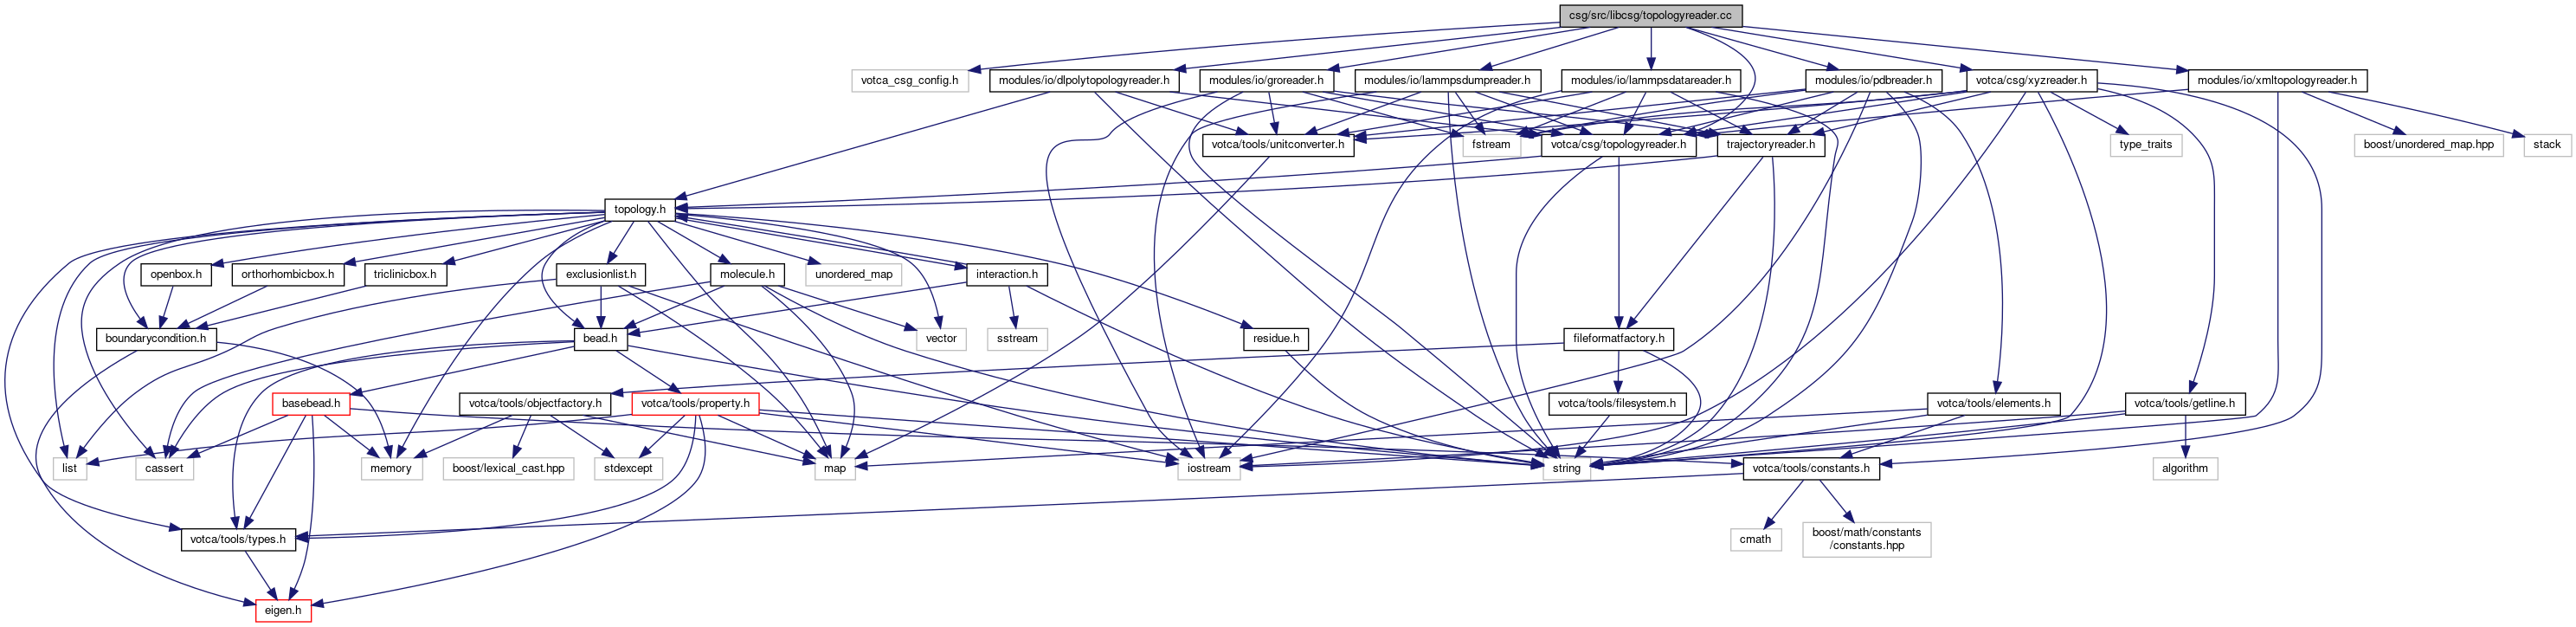 csg/src/libcsg/topologyreader.cc
votca_csg_config.h
modules/io/dlpolytopologyreader.h
modules/io/groreader.h
modules/io/lammpsdumpreader.h
modules/io/lammpsdatareader.h
modules/io/pdbreader.h
votca/csg/xyzreader.h
modules/io/xmltopologyreader.h
votca/tools/unitconverter.h
fstream
votca/csg/topologyreader.h
trajectoryreader.h
type_traits
boost/unordered_map.hpp
stack
topology.h
openbox.h
orthorhombicbox.h
triclinicbox.h
exclusionlist.h
molecule.h
unordered_map
interaction.h
boundarycondition.h
bead.h
vector
sstream
residue.h
fileformatfactory.h
basebead.h
votca/tools/objectfactory.h
votca/tools/property.h
votca/tools/filesystem.h
votca/tools/elements.h
votca/tools/getline.h
list
cassert
memory
boost/lexical_cast.hpp
stdexcept
map
iostream
string
votca/tools/constants.h
algorithm
votca/tools/types.h
cmath
boost/math/constants
/constants.hpp
eigen.h